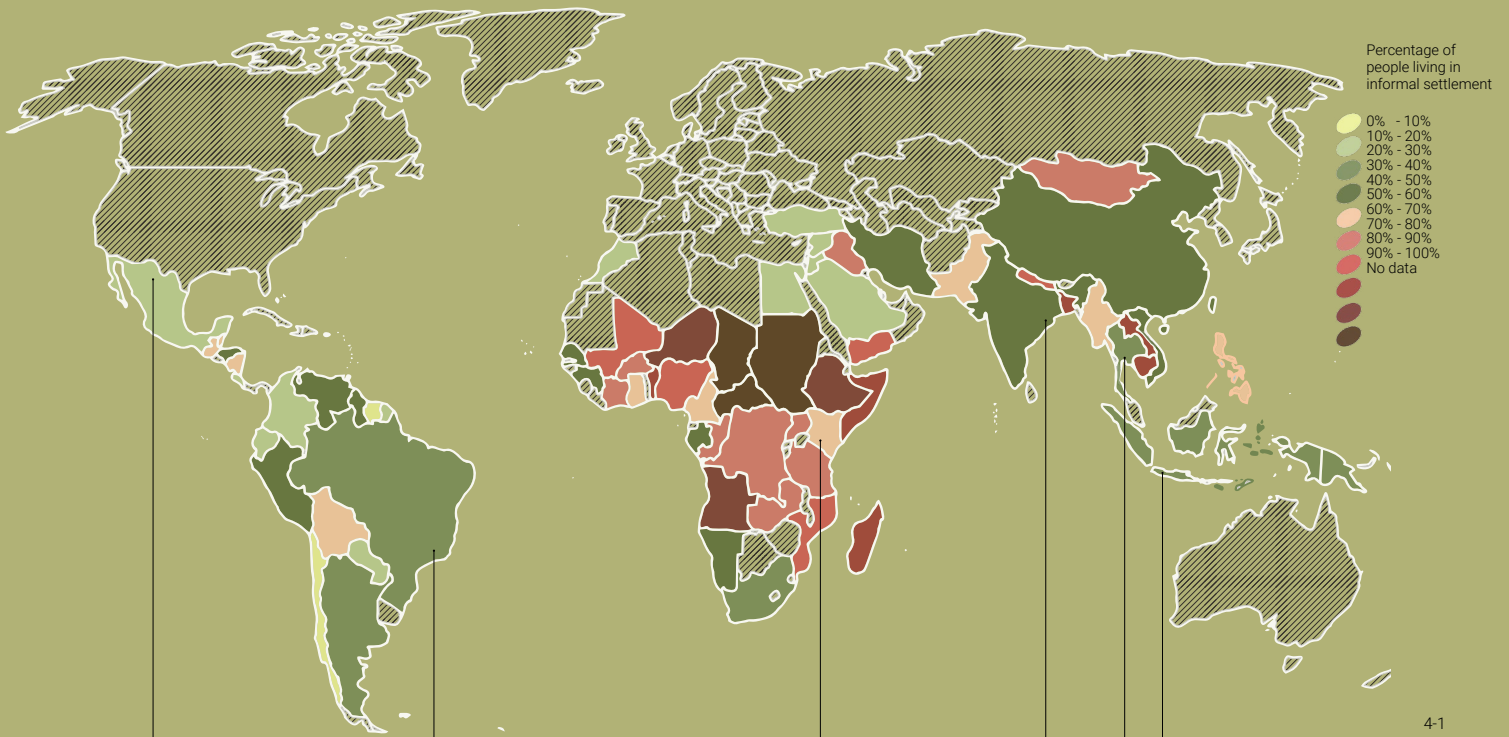 Percentage of
people living in
informal settlement
0% - 10%
10% - 20%
20% - 30%
30% - 40%
40% - 50%
50% - 60%
60% - 70%
70% - 80%
80% - 90%
90% - 100%
No data
4-1